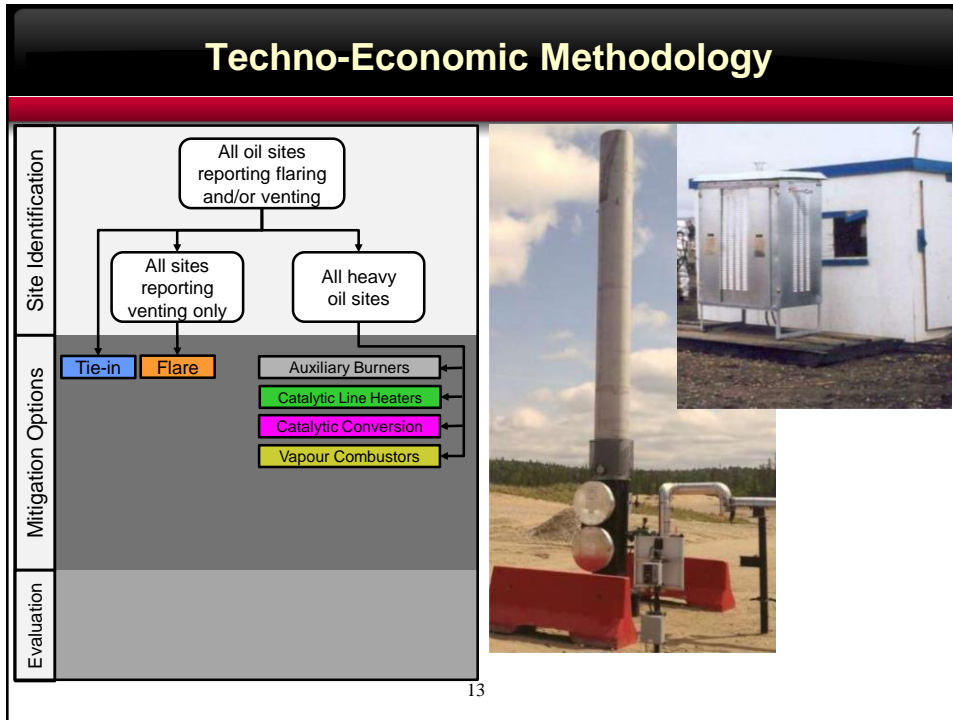 Techno-Economic Methodology
Site Identification
All oil sites
reporting flaring
and/or venting
All sites
reporting
venting only
All heavy
oil sites
Mitigation Options
Tie-in
Flare
Auxiliary Burners
Catalytic Line Heaters
Catalytic Conversion
Vapour Combustors
Evaluation
13